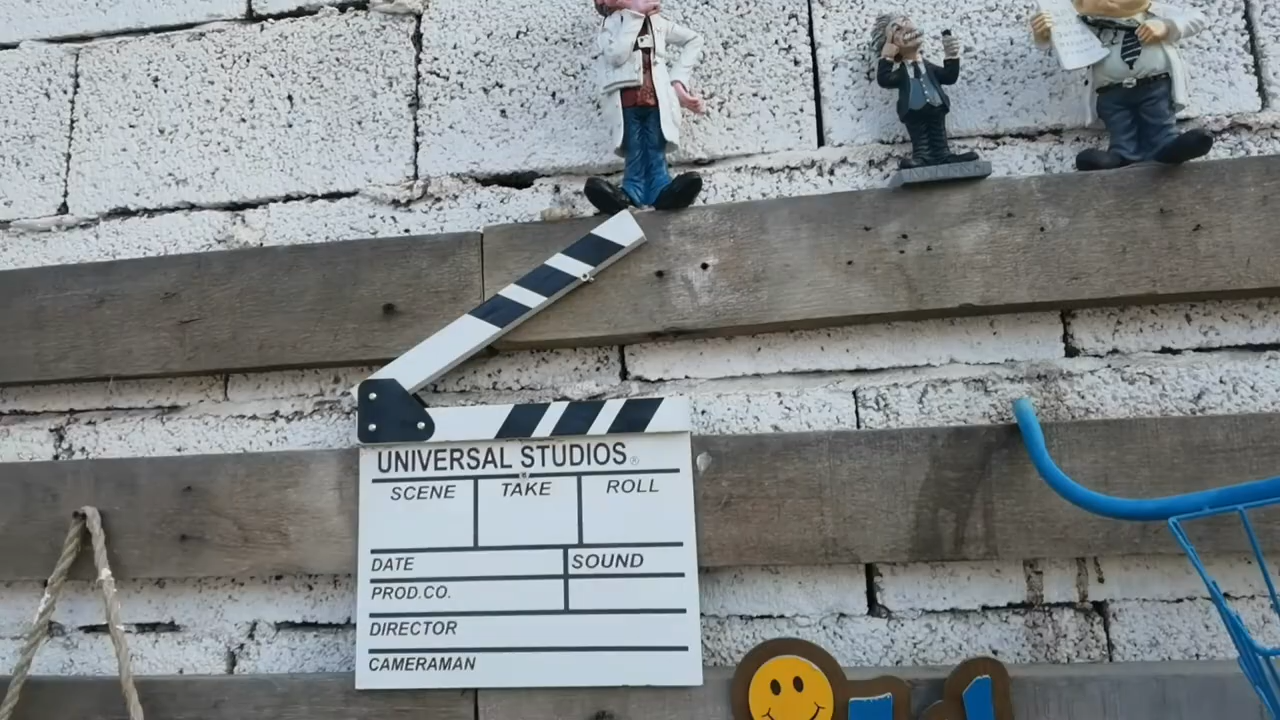 UNIVERSAL STUDIOS®
SCENE TAKE ROLL
DATE SOUND
PROD.CO.
DIRECTOR
CAMERAMAN